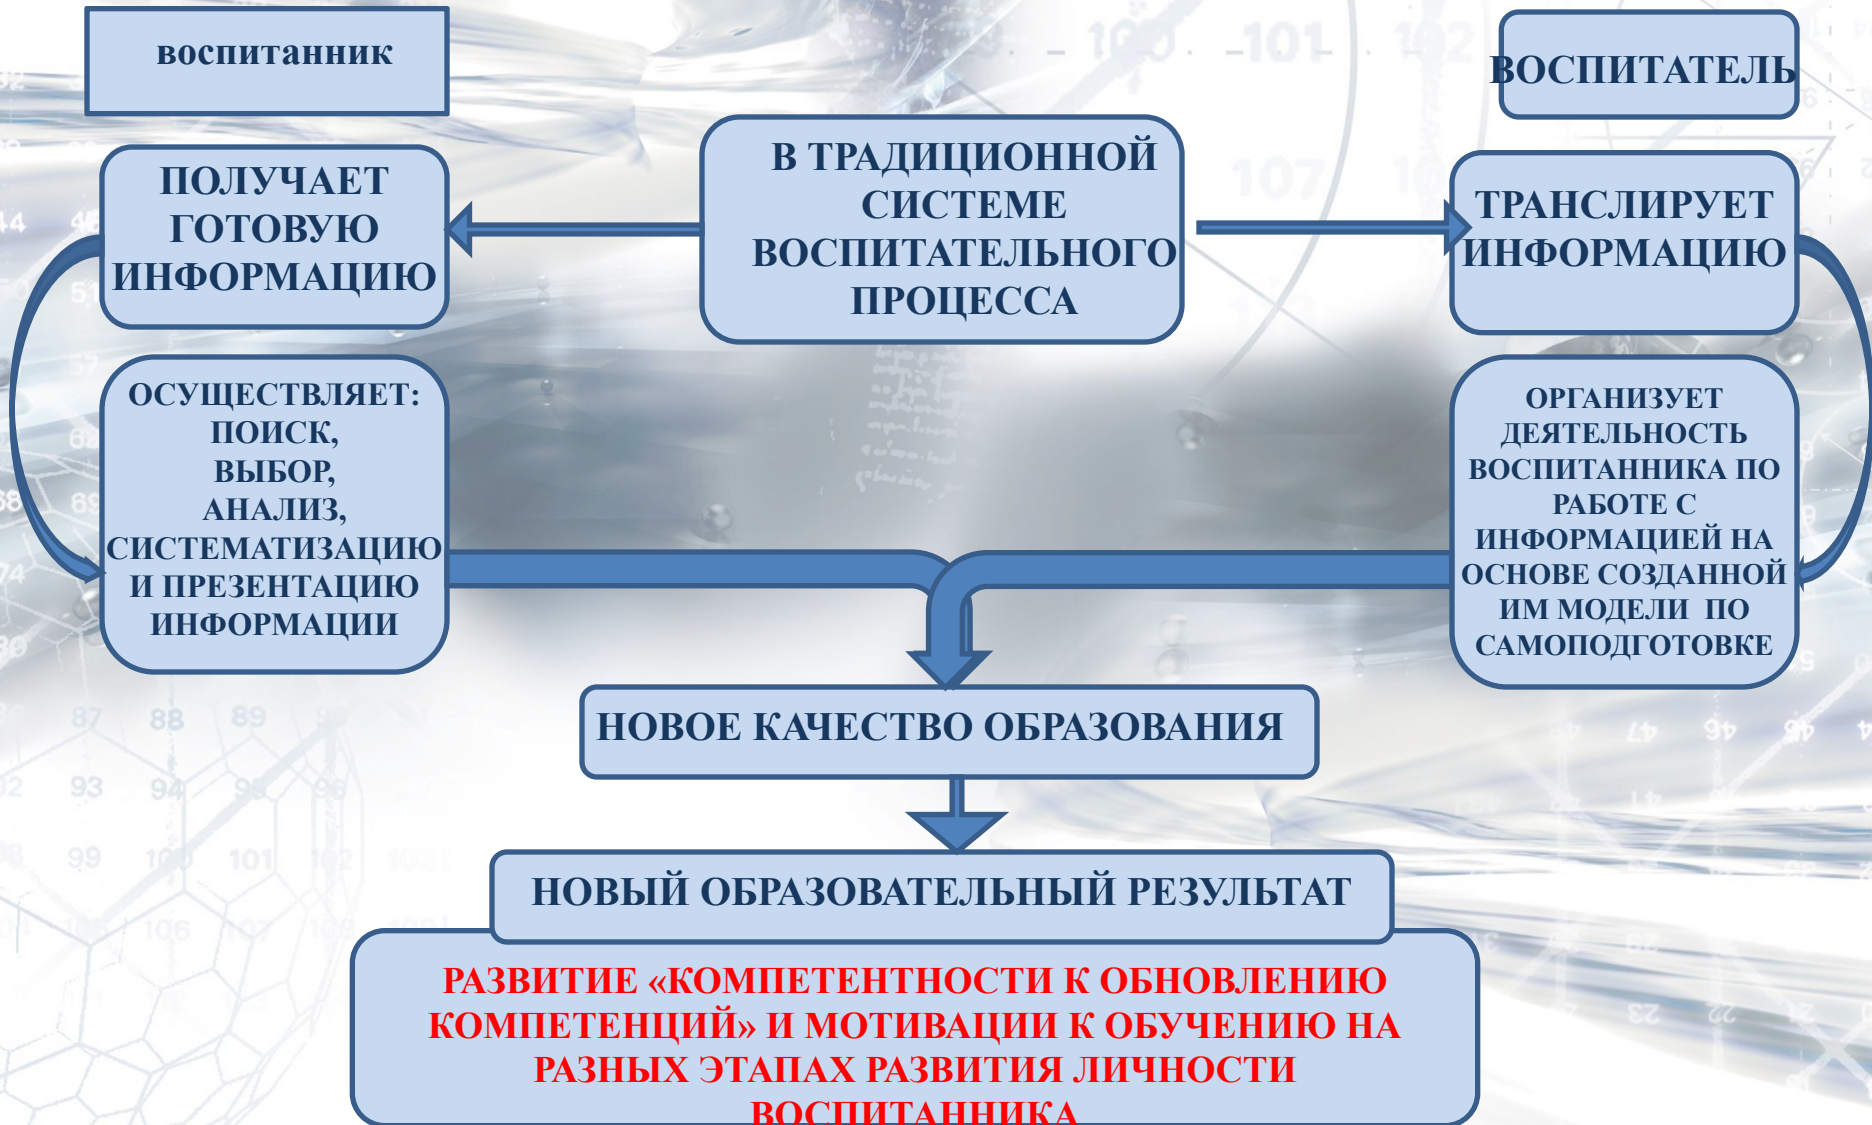 воспитанник
ВОСПИТАТЕЛЬ
В ТРАДИЦИОННОЙ
СИСТЕМЕ
ВОСПИТАТЕЛЬНОГО
ПРОЦЕССА
ПОЛУЧАЕТ
ГОТОВУЮ
ИНФОРМАЦИЮ
ТРАНСЛИРУЕТ
ИНФОРМАЦИЮ
ОСУЩЕСТВЛЯЕТ:
ПОИСК,
ВЫБОР,
АНАЛИЗ,
СИСТЕМАТИЗАЦИЮ
И ПРЕЗЕНТАЦИЮ
ИНФОРМАЦИИ
ОРГАНИЗУЕТ
ДЕЯТЕЛЬНОСТЬ
ВОСПИТАННИКА ПО
РАБОТЕ С
ИНФОРМАЦИЕЙ НА
ОСНОВЕ СОЗДАННОЙ
ИМ МОДЕЛИ ПО
САМОПОДГОТОВКЕ
НОВОЕ КАЧЕСТВО ОБРАЗОВАНИЯ
НОВЫЙ ОБРАЗОВАТЕЛЬНЫЙ РЕЗУЛЬТАТ
РАЗВИТИЕ «КОМПЕТЕНТНОСТИ К ОБНОВЛЕНИЮ
КОМПЕТЕНЦИЙ» И МОТИВАЦИИ К ОБУЧЕНИЮ НА
РАЗНЫХ ЭТАПАХ РАЗВИТИЯ ЛИЧНОСТИ
ВОСПИТАННИКА